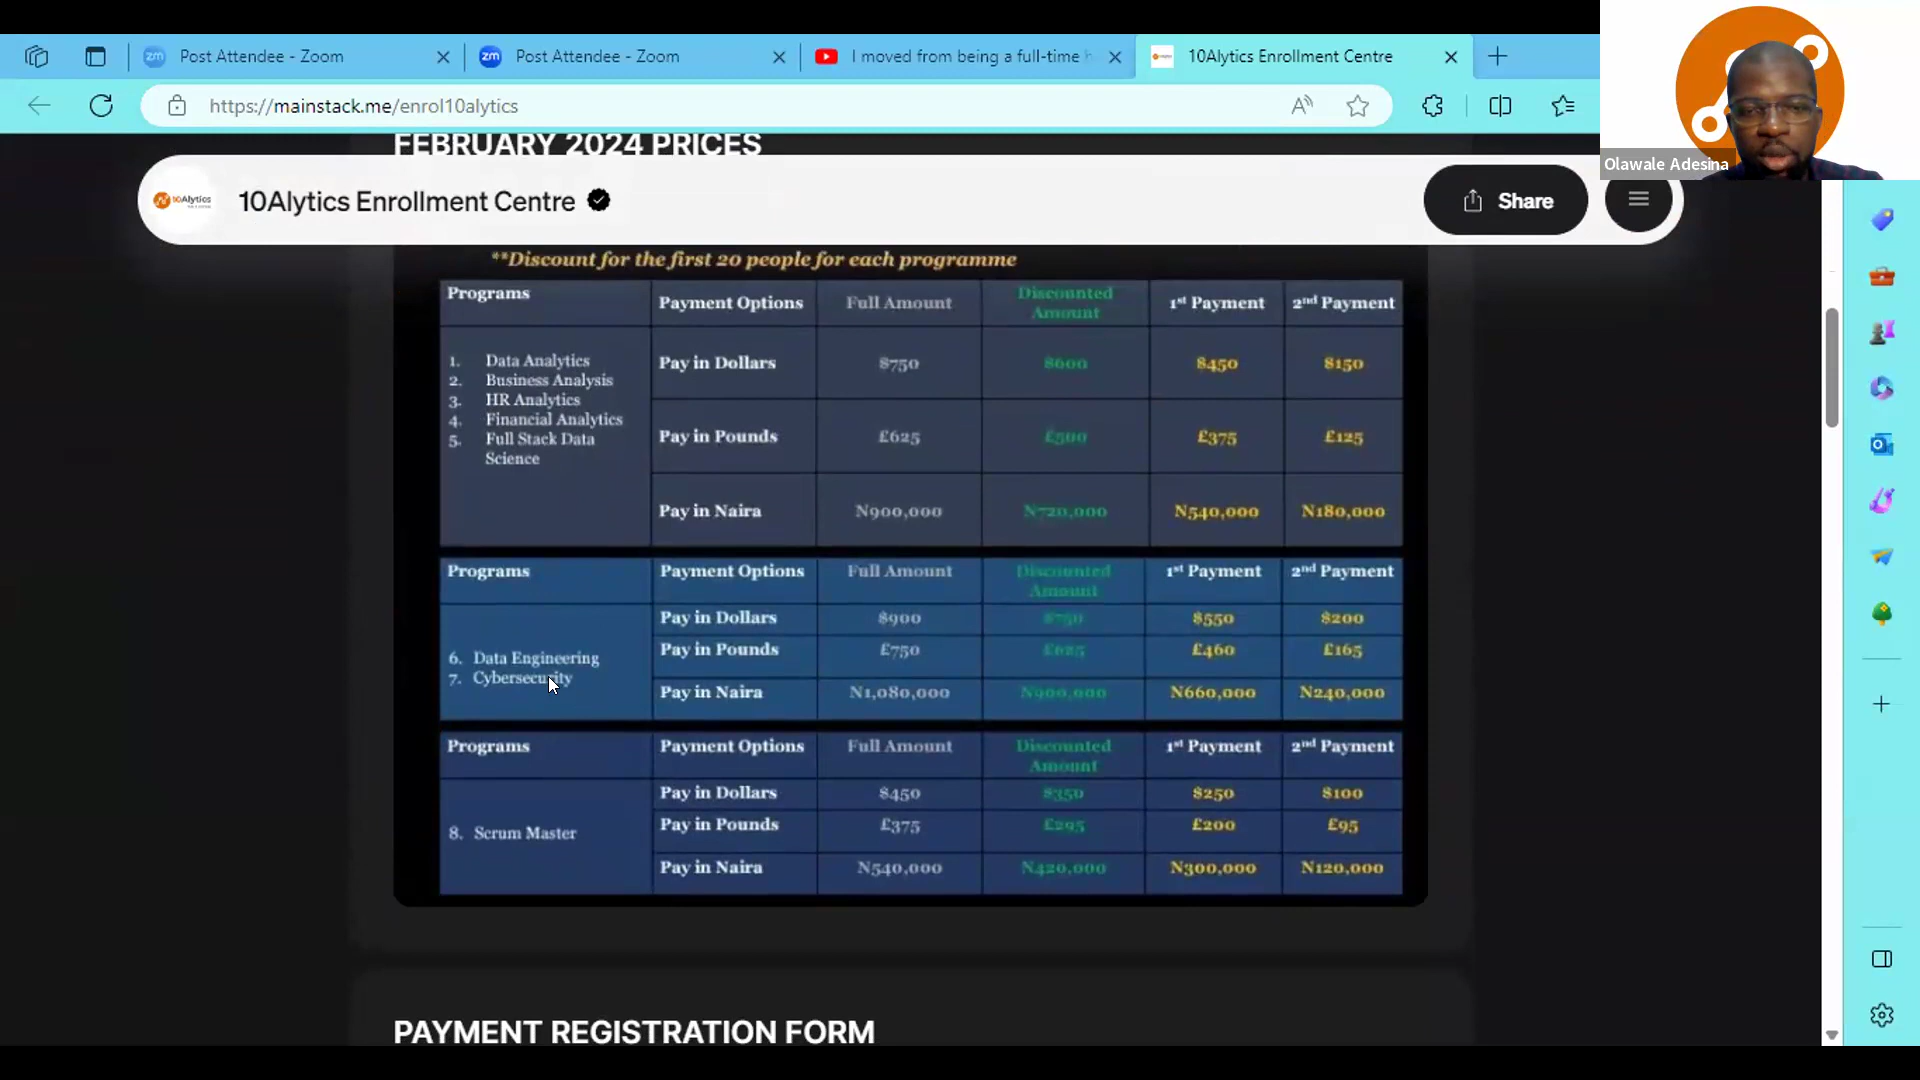 Post Attendee - Zoom
Post Attendee - Zoom
I moved from being a full-time h
10Alytics Enrollment Centre
https://mainstack.me/enrol10alytics
Olawale Adesina
FEBRUARY 2024 PRICES
10Alytics
10Alytics Enrollment Centre
Share
**Discount for the first 20 people for each programme
Programs Payment Options Full Amount Discounted Amount 1st Payment 2nd Payment
1. Data Analytics
2. Business Analysis
3. HR Analytics
4. Financial Analytics
5. Full Stack Data
Science
Pay in Dollars $750 $600 $450 $150
Pay in Pounds £625 £500 £375 £125
Pay in Naira N900,000 N720,000 N540,000 N180,000
Programs Payment Options Full Amount Discounted Amount 1st Payment 2nd Payment
6. Data Engineering
7. Cybersecurity
Pay in Dollars $900 $750 $550 $200
Pay in Pounds £750 £625 £460 £165
Pay in Naira N1,080,000 N900,000 N660,000 N240,000
Programs Payment Options Full Amount Discounted Amount 1st Payment 2nd Payment
8. Scrum Master
Pay in Dollars $450 $350 $250 $100
Pay in Pounds £375 £295 £200 £95
Pay in Naira N540,000 N420,000 N300,000 N120,000
PAYMENT REGISTRATION FORM